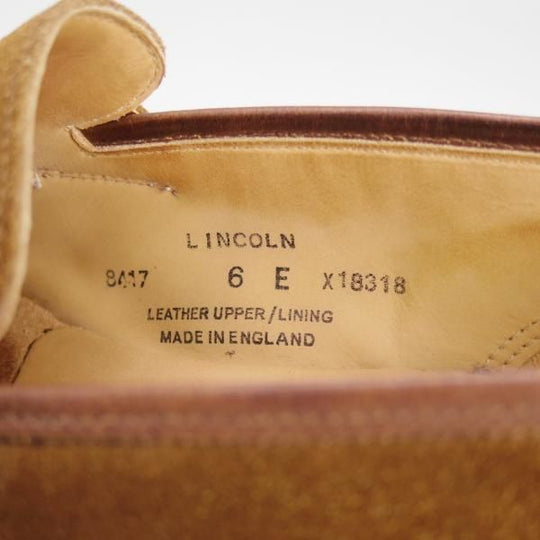 LINCOLN
8417 6 E X18318
LEATHER UPPER/LINING
MADE IN ENGLAND